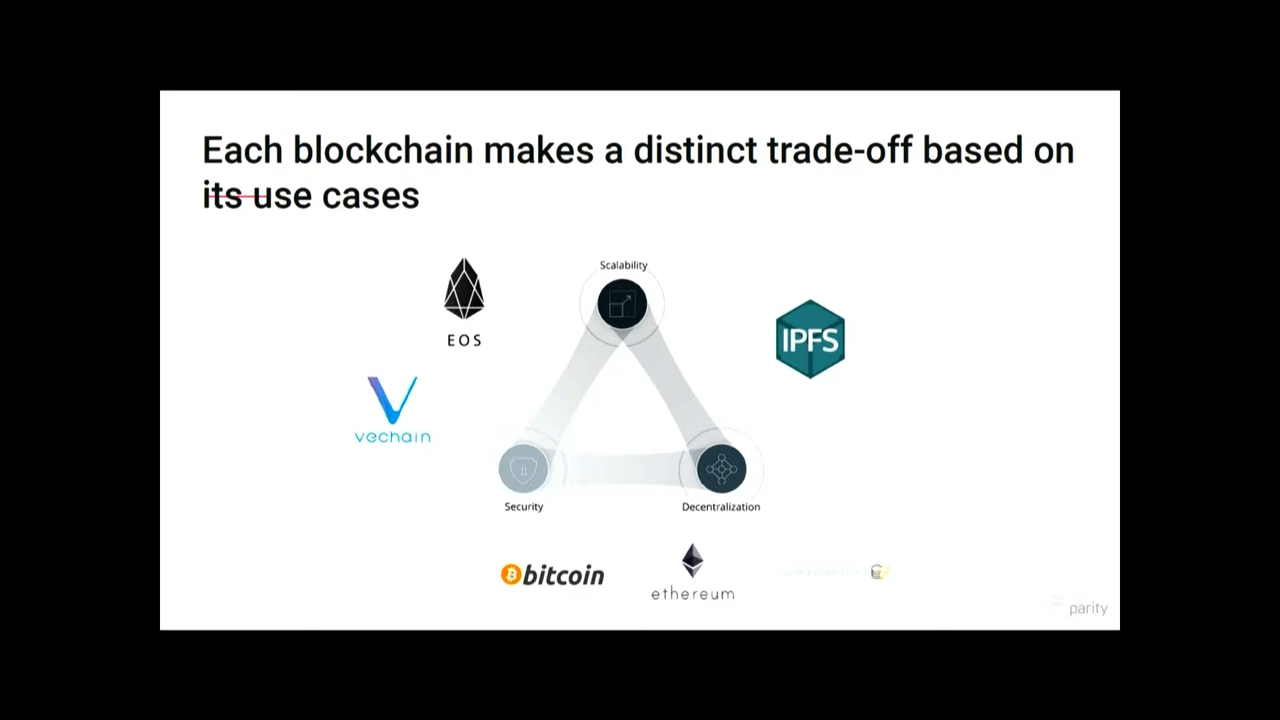 Each blockchain makes a distinct trade-off based on
its use cases
Scalability
EOS
IPFS
vechain
Security
Decentralization
bitcoin
ethereum
parity